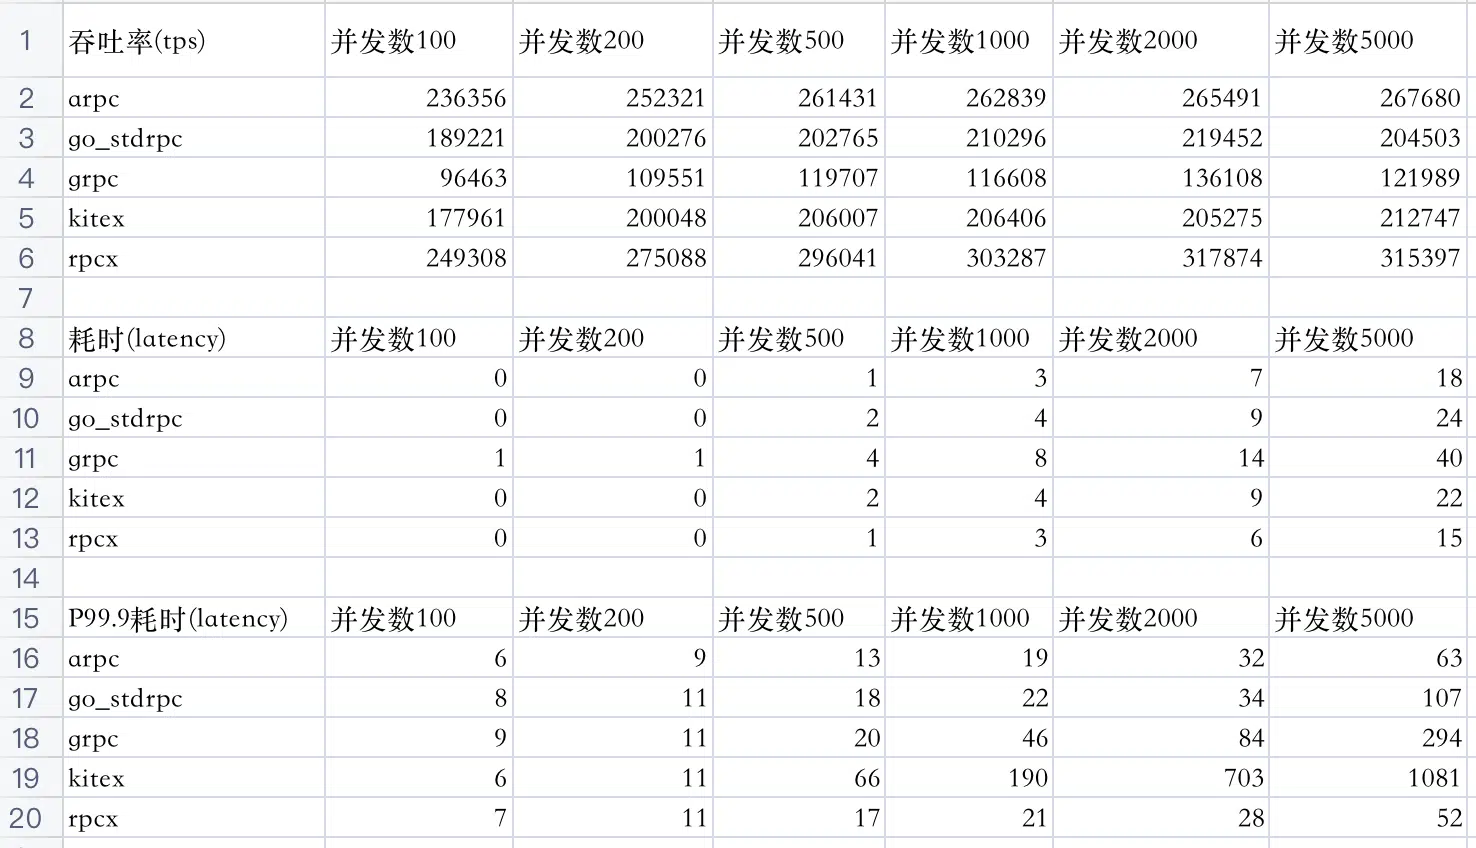 1 吞吐率(tps) 并发数100 并发数200 并发数500 并发数1000 并发数2000 并发数5000
2 arpc 236356 252321 261431 262839 265491 267680
3 go_stdrpc 189221 200276 202765 210296 219452 204503
4 grpc 96463 109551 119707 116608 136108 121989
5 kitex 177961 200048 206007 206406 205275 212747
6 rpcx 249308 275088 296041 303287 317874 315397
7
8 耗时(latency) 并发数100 并发数200 并发数500 并发数1000 并发数2000 并发数5000
9 arpc 0 0 1 3 7 18
10 go_stdrpc 0 0 2 4 9 24
11 grpc 1 1 4 8 14 40
12 kitex 0 0 2 4 9 22
13 rpcx 0 0 1 3 6 15
14
15 P99.9耗时(latency) 并发数100 并发数200 并发数500 并发数1000 并发数2000 并发数5000
16 arpc 6 9 13 19 32 63
17 go_stdrpc 8 11 18 22 34 107
18 grpc 9 11 20 46 84 294
19 kitex 6 11 66 190 703 1081
20 rpcx 7 11 17 21 28 52